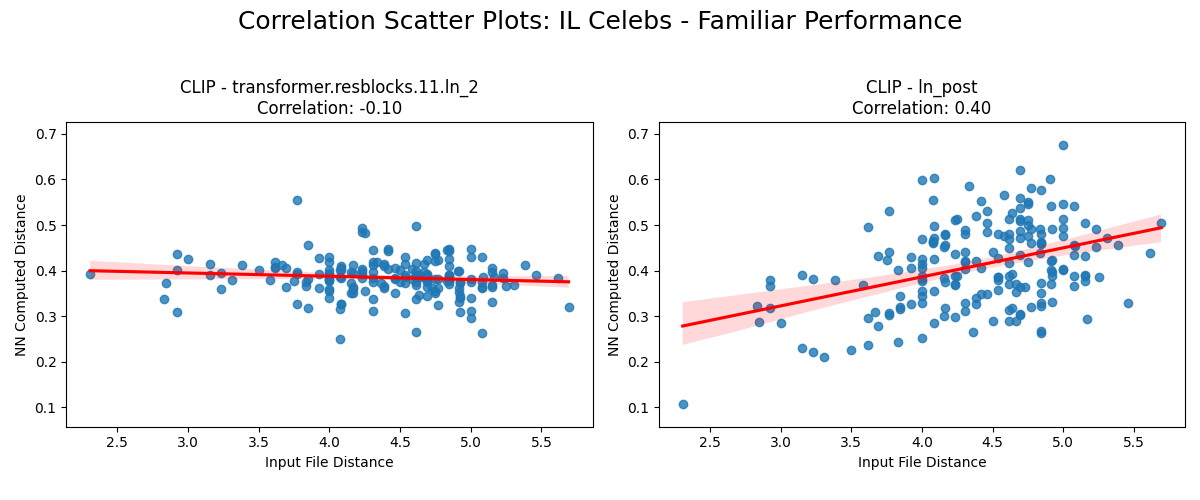 Correlation Scatter Plots: IL Celebs - Familiar Performance
CLIP - transformer.resblocks.11.ln_2
Correlation: -0.10
0.7
0.6
0.5
0.4
0.3
0.2
0.1
NN Computed Distance
2.5 3.0 3.5 4.0 4.5 5.0 5.5
Input File Distance
CLIP - ln_post
Correlation: 0.40
0.7
0.6
0.5
0.4
0.3
0.2
0.1
NN Computed Distance
2.5 3.0 3.5 4.0 4.5 5.0 5.5
Input File Distance